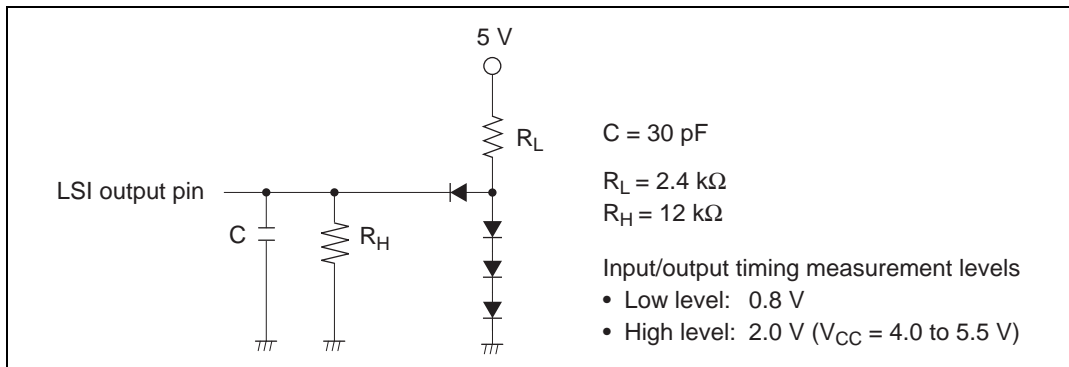 5 V
R_L
LSI output pin
C
R_H
C = 30 pF
R_L = 2.4 kΩ
R_H = 12 kΩ
Input/output timing measurement levels
• Low level: 0.8 V
• High level: 2.0 V (V_CC = 4.0 to 5.5 V)